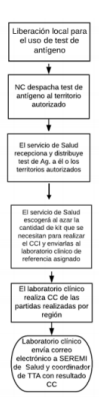 Liberación local para
el uso de test de
antígeno
NC despacha test de
antígeno al territorio
autorizado
El servicio de Salud
recepciona y distribuye
test de Ag, a él o los
territorios autorizados
El servicio de Salud
escogerá al azar la
cantidad de kit que se
necesitan para realizar
el CCI y enviarlas al
laboratorio clínico de
referencia asignado
El laboratorio clínico
realiza CC de las
partidas realizadas por
región
Laboratorio clínico
envía correo
electrónico a SEREMI
de Salud y coordinador
de TTA con resultado
CC